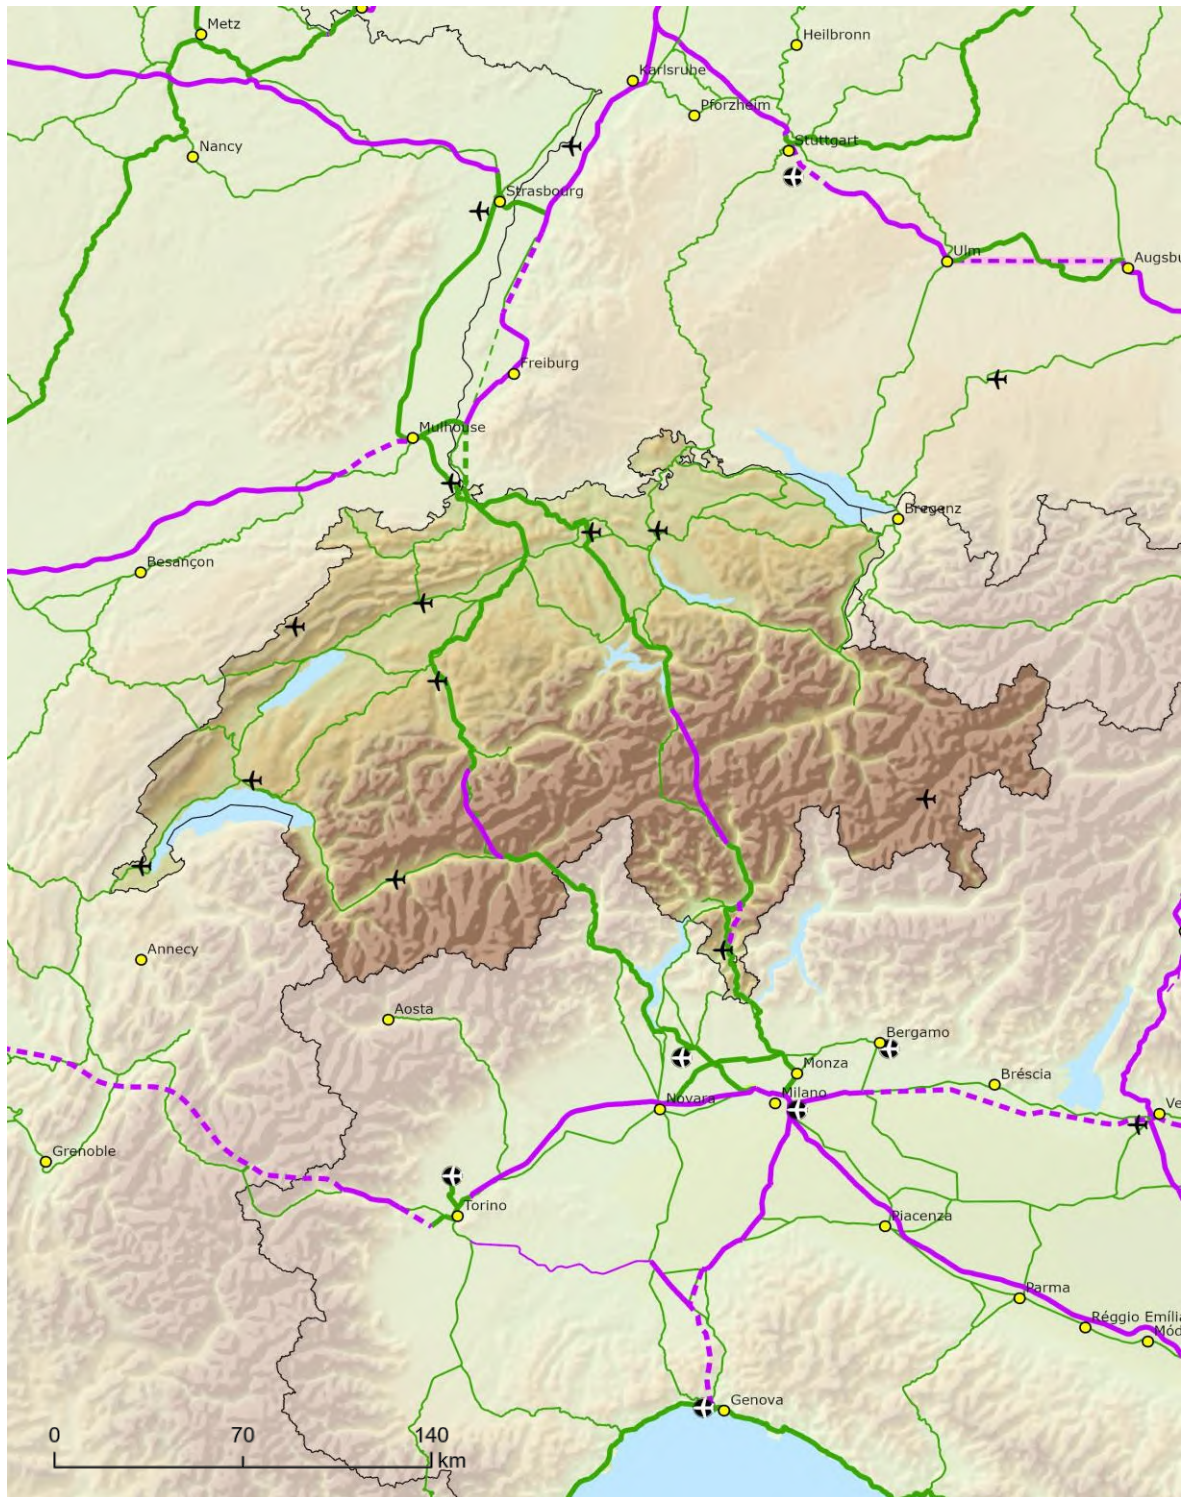 Metz
Heilbronn
Karlsruhe
Pforzheim
Nancy
Stuttgart
Strasbourg
Ulm
Augsbu
Freiburg
Mulhouse
Bregenz
Besançon
Annecy
Aosta
Bergamo
Monza
Bréscia
Novara
Milano
Ve
Grenoble
Torino
Piacenza
Parma
Réggio Emília
Mód
Genova
0 70 140
km